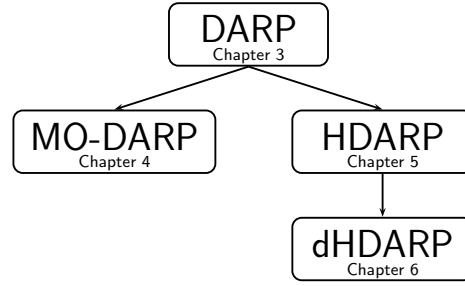 DARP
Chapter 3
MO-DARP
Chapter 4
HDARP
Chapter 5
dHDARP
Chapter 6